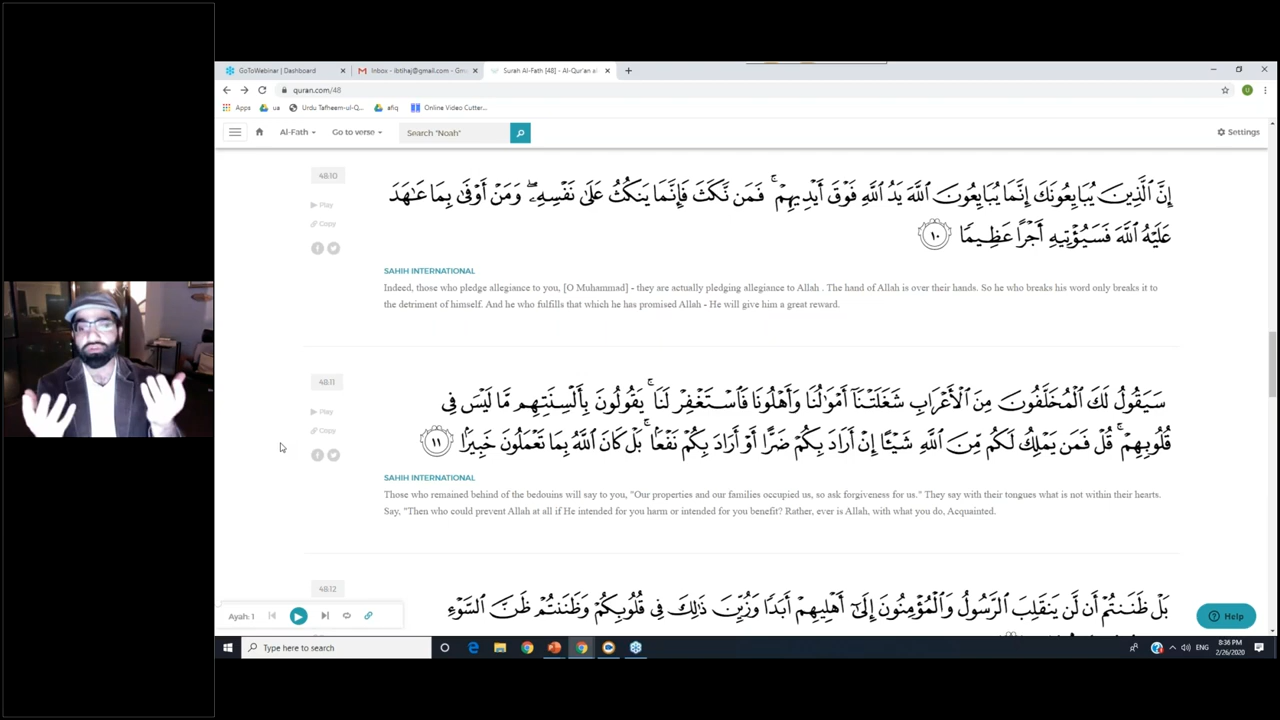 GoToWebinar | Dashboard
Inbox - ibtihaj@gmail.com - Gm
Surah Al-Fath [48] - Al-Qur'an al
quran.com/48
Apps
ua
Urdu Tafheem-ul-Q...
afiq
Online Video Cutter...
Al-Fath
Go to verse
Search "Noah"
Settings
48:10
Play
Copy
إِنَّ ٱلَّذِينَ يُبَايِعُونَكَ إِنَّمَا يُبَايِعُونَ ٱللَّهَ يَدُ ٱللَّهِ فَوْقَ أَيْدِيهِمْ ۚ فَمَن نَّكَثَ فَإِنَّمَا يَنكُثُ عَلَىٰ نَفْسِهِۦ ۖ وَمَنْ أَوْفَىٰ بِمَا عَـٰهَدَ
عَلَيْهُ ٱللَّهَ فَسَيُؤْتِيهِ أَجْرًا عَظِيمًا ١٠
SAHIH INTERNATIONAL
Indeed, those who pledge allegiance to you, [O Muhammad] - they are actually pledging allegiance to Allah . The hand of Allah is over their hands. So he who breaks his word only breaks it to
the detriment of himself. And he who fulfills that which he has promised Allah - He will give him a great reward.
48:11
Play
Copy
سَيَقُولُ لَكَ ٱلْمُخَلَّفُونَ مِنَ ٱلْأَعْرَابِ شَغَلَتْنَآ أَمْوَٰلُنَا وَأَهْلُونَا فَٱسْتَغْفِرْ لَنَا ۚ يَقُولُونَ بِأَلْسِنَتِهِم مَّا لَيْسَ فِى
قُلُوبِهِمْ ۚ قُلْ فَمَن يَمْلِكُ لَكُم مِّنَ ٱللَّهِ شَيْـًٔا إِنْ أَرَادَ بِكُمْ ضَرًّا أَوْ أَرَادَ بِكُمْ نَفْعًۢا ۚ بَلْ كَانَ ٱللَّهُ بِمَا تَعْمَلُونَ خَبِيرًۢا ١١
SAHIH INTERNATIONAL
Those who remained behind of the bedouins will say to you, "Our properties and our families occupied us, so ask forgiveness for us." They say with their tongues what is not within their hearts.
Say, "Then who could prevent Allah at all if He intended for you harm or intended for you benefit? Rather, ever is Allah, with what you do, Acquainted.
48:12
بَلْ ظَنَنتُمْ أَن لَّن يَنقَلِبَ ٱلرَّسُولُ وَٱلْمُؤْمِنُونَ إِلَىٰٓ أَهْلِيهِمْ أَبَدًا وَزُيِّنَ ذَٰلِكَ فِى قُلُوبِكُمْ وَظَنَنتُمْ ظَنَّ ٱلسَّوْءِ
Ayah: 1
Help
Type here to search
ENG
8:36 PM
2/26/2020